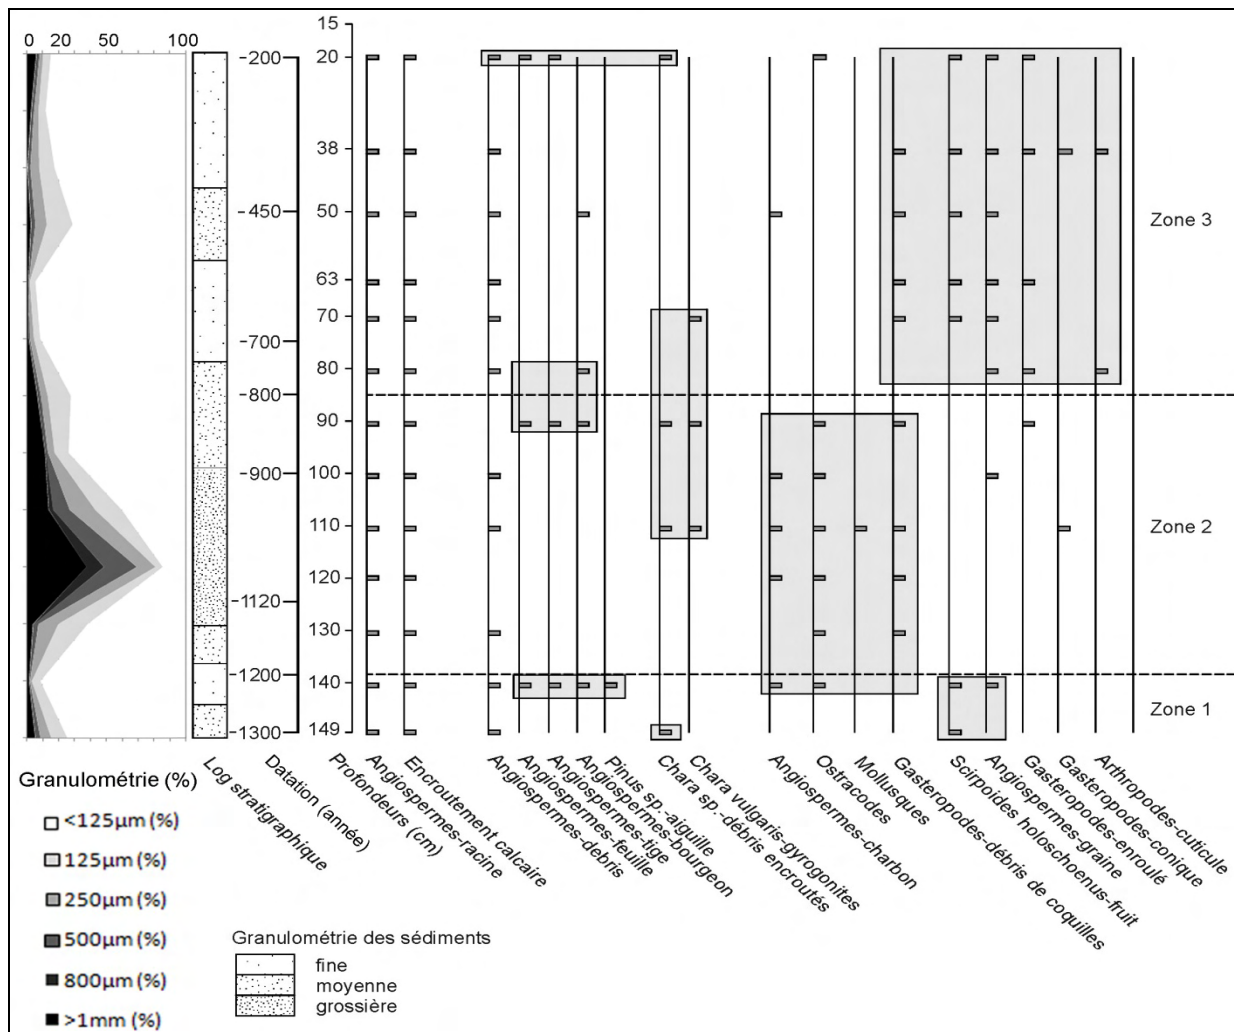 0 20 50 100
-200
-450
-700
-800
-900
-1120
-1200
-1300
15
20
38
50
63
70
80
90
100
110
120
130
140
149
Zone 3
Zone 2
Zone 1
Log stratigraphique
Datation (année)
Profondeurs (cm)
Angiospermes-racine
Encroutement calcaire
Angiospermes-debris
Angiospermes-feuille
Angiospermes-tige
Angiospermes-bourgeon
Pinus sp.-aiguille
Chara sp.-débris encroutés
Chara vulgaris-gyrogonites
Angiospermes-charbon
Ostracodes
Mollusques
Gasteropodes-débris de coquilles
Scirpoides holoschoenus-fruit
Angiospermes-graine
Gasteropodes-enroulé
Gasteropodes-conique
Arthropodes-cuticule
Granulométrie (%)
<125µm (%)
125µm (%)
250µm (%)
500µm (%)
800µm (%)
>1mm (%)
Granulométrie des sédiments
fine
moyenne
grossière